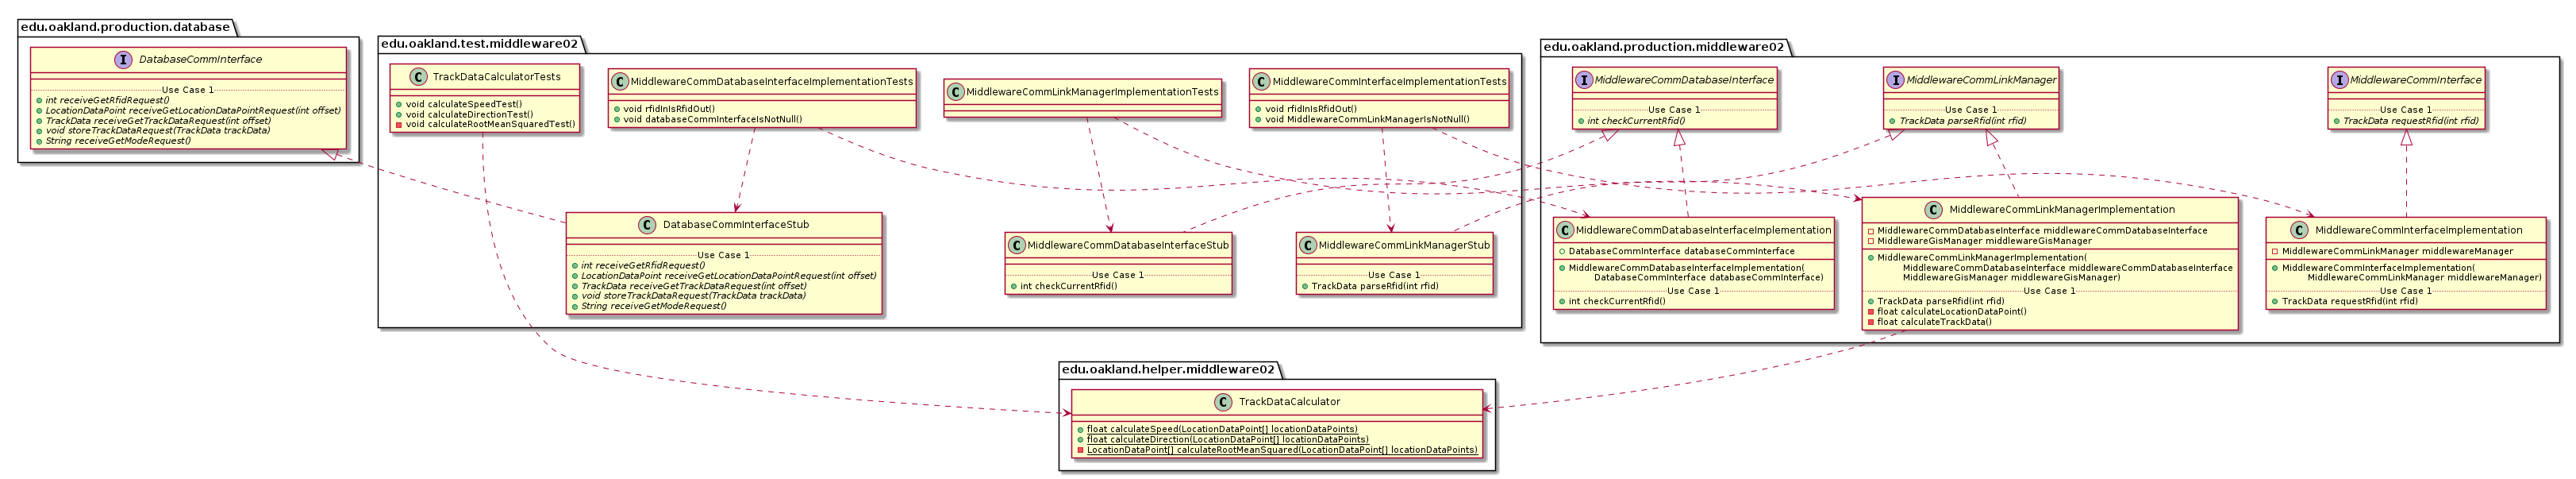 edu.oakland.production.database
I DatabaseCommInterface
Use Case 1
int receiveGetRfidRequest()
LocationDataPoint receiveGetLocationDataPointRequest(int offset)
TrackData receiveGetTrackDataRequest(int offset)
void storeTrackDataRequest(TrackData trackData)
String receiveGetModeRequest()
edu.oakland.test.middleware02
C TrackDataCalculatorTests
void calculateSpeedTest()
void calculateDirectionTest()
void calculateRootMeanSquaredTest()
C MiddlewareCommDatabaseInterfaceImplementationTests
void rfidInIsRfidOut()
void databaseCommInterfaceIsNotNull()
C MiddlewareCommLinkManagerImplementationTests
C MiddlewareCommInterfaceImplementationTests
void rfidInIsRfidOut()
void MiddlewareCommLinkManagerIsNotNull()
C DatabaseCommInterfaceStub
Use Case 1
int receiveGetRfidRequest()
LocationDataPoint receiveGetLocationDataPointRequest(int offset)
TrackData receiveGetTrackDataRequest(int offset)
void storeTrackDataRequest(TrackData trackData)
String receiveGetModeRequest()
C MiddlewareCommDatabaseInterfaceStub
Use Case 1
int checkCurrentRfid()
C MiddlewareCommLinkManagerStub
Use Case 1
TrackData parseRfid(int rfid)
edu.oakland.production.middleware02
I MiddlewareCommDatabaseInterface
Use Case 1
int checkCurrentRfid()
I MiddlewareCommLinkManager
Use Case 1
TrackData parseRfid(int rfid)
I MiddlewareCommInterface
Use Case 1
TrackData requestRfid(int rfid)
C MiddlewareCommDatabaseInterfaceImplementation
DatabaseCommInterface databaseCommInterface
MiddlewareCommDatabaseInterfaceImplementation(
DatabaseCommInterface databaseCommInterface)
Use Case 1
int checkCurrentRfid()
C MiddlewareCommLinkManagerImplementation
MiddlewareCommDatabaseInterface middlewareCommDatabaseInterface
MiddlewareGisManager middlewareGisManager
MiddlewareCommLinkManagerImplementation(
MiddlewareCommDatabaseInterface middlewareCommDatabaseInterface
MiddlewareGisManager middlewareGisManager)
Use Case 1
TrackData parseRfid(int rfid)
float calculateLocationDataPoint()
float calculateTrackData()
C MiddlewareCommInterfaceImplementation
MiddlewareCommLinkManager middlewareManager
MiddlewareCommInterfaceImplementation(
MiddlewareCommLinkManager middlewareManager)
Use Case 1
TrackData requestRfid(int rfid)
edu.oakland.helper.middleware02
C TrackDataCalculator
float calculateSpeed(LocationDataPoint[] locationDataPoints)
float calculateDirection(LocationDataPoint[] locationDataPoints)
LocationDataPoint[] calculateRootMeanSquared(LocationDataPoint[] locationDataPoints)